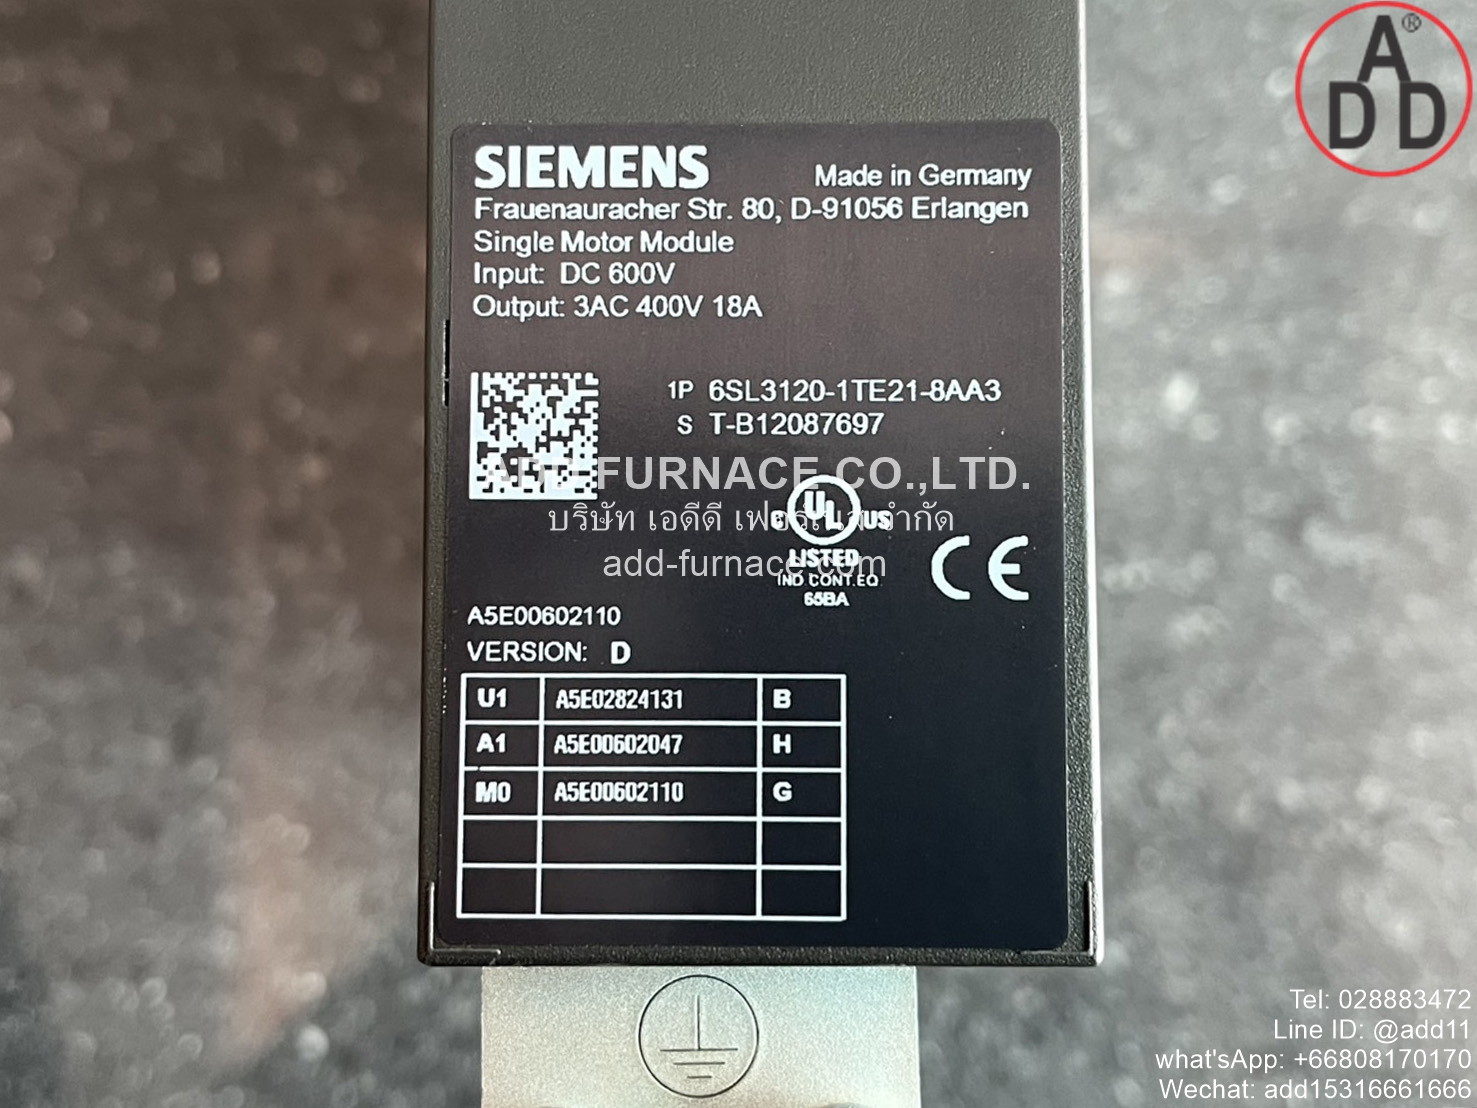 ADD®
SIEMENS
Made in Germany
Frauenauracher Str. 80, D-91056 Erlangen
Single Motor Module
Input: DC 600V
Output: 3AC 400V 18A
1P 6SL3120-1TE21-8AA3
S T-B12087697
ADD FURNACE CO.,LTD.
บริษัท เอดีดี เฟอร์เนส จำกัด
add-furnace.com
C UL US
LISTED
IND CONT.EQ
65BA
CE
A5E00602110
VERSION: D
U1 A5E02824131 B
A1 A5E00602047 H
M0 A5E00602110 G
Tel: 028883472
Line ID: @add11
what'sApp: +66808170170
Wechat: add15316661666